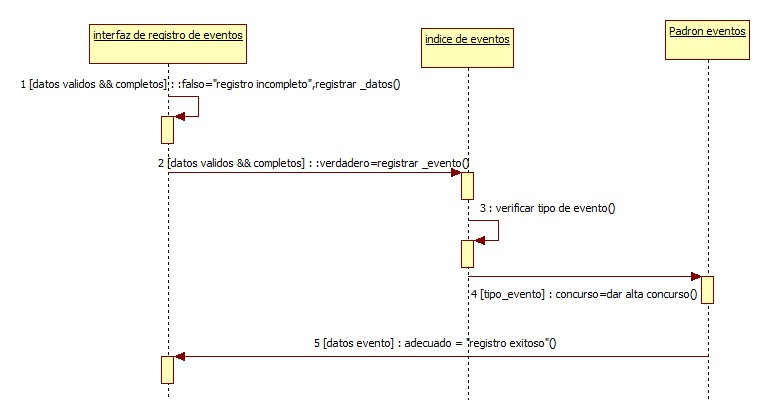 interfaz de registro de eventos
indice de eventos
Padron eventos
1 [datos validos && completos] : :falso="registro incompleto",registrar _datos()
2 [datos validos && completos] : :verdadero=registrar _evento()
3 : verificar tipo de evento()
4 [tipo_evento] : concurso=dar alta concurso()
5 [datos evento] : adecuado = "registro exitoso"()